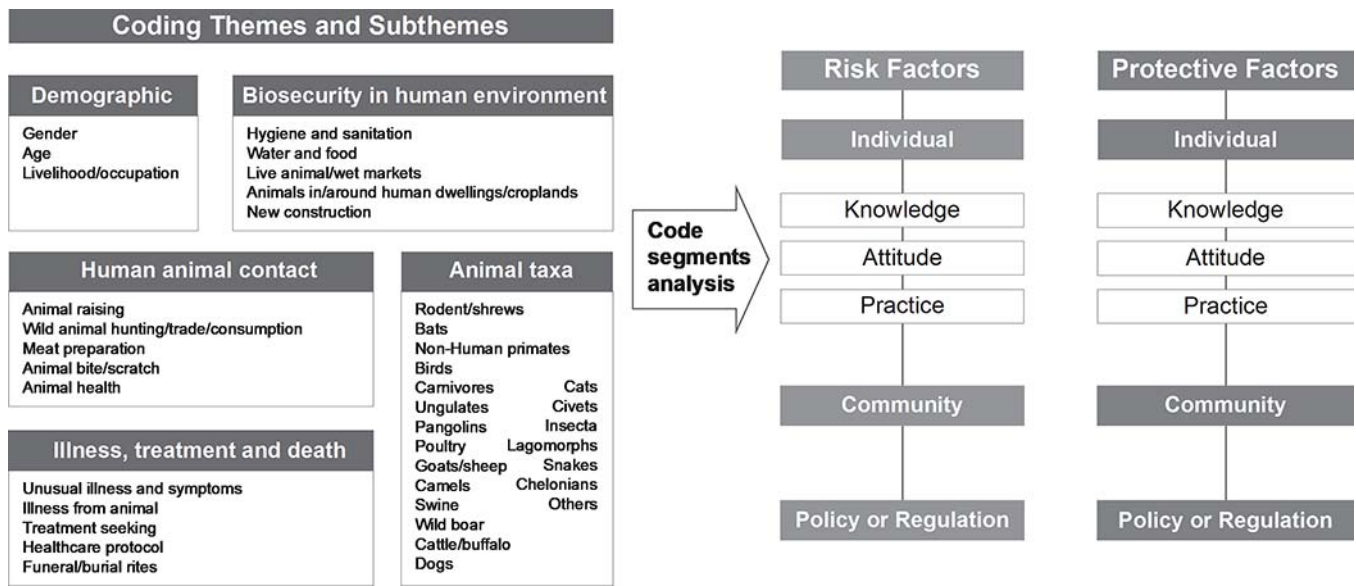 Coding Themes and Subthemes
Demographic
Gender
Age
Livelihood/occupation
Biosecurity in human environment
Hygiene and sanitation
Water and food
Live animal/wet markets
Animals in/around human dwellings/croplands
New construction
Human animal contact
Animal raising
Wild animal hunting/trade/consumption
Meat preparation
Animal bite/scratch
Animal health
Animal taxa
Rodent/shrews
Bats
Non-Human primates
Birds
Carnivores
Ungulates
Pangolins
Poultry
Goats/sheep
Camels
Swine
Wild boar
Cattle/buffalo
Dogs
Cats
Civets
Insecta
Lagomorphs
Snakes
Chelonians
Others
Illness, treatment and death
Unusual illness and symptoms
Illness from animal
Treatment seeking
Healthcare protocol
Funeral/burial rites
Code
segments
analysis
Risk Factors
Individual
Knowledge
Attitude
Practice
Community
Policy or Regulation
Protective Factors
Individual
Knowledge
Attitude
Practice
Community
Policy or Regulation